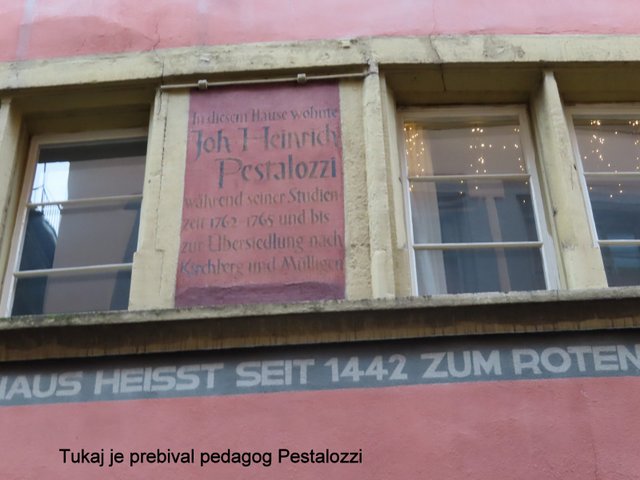 In diesem Hause wohnte
Joh Heinrich
Pestalozzi
während seiner Studien
zeit 1762-1765 und bis
zur Übersiedlung nach
Kirchberg und Mülligen
HAUS HEISST SEIT 1442 ZUM ROTEN
Tukaj je prebival pedagog Pestalozzi